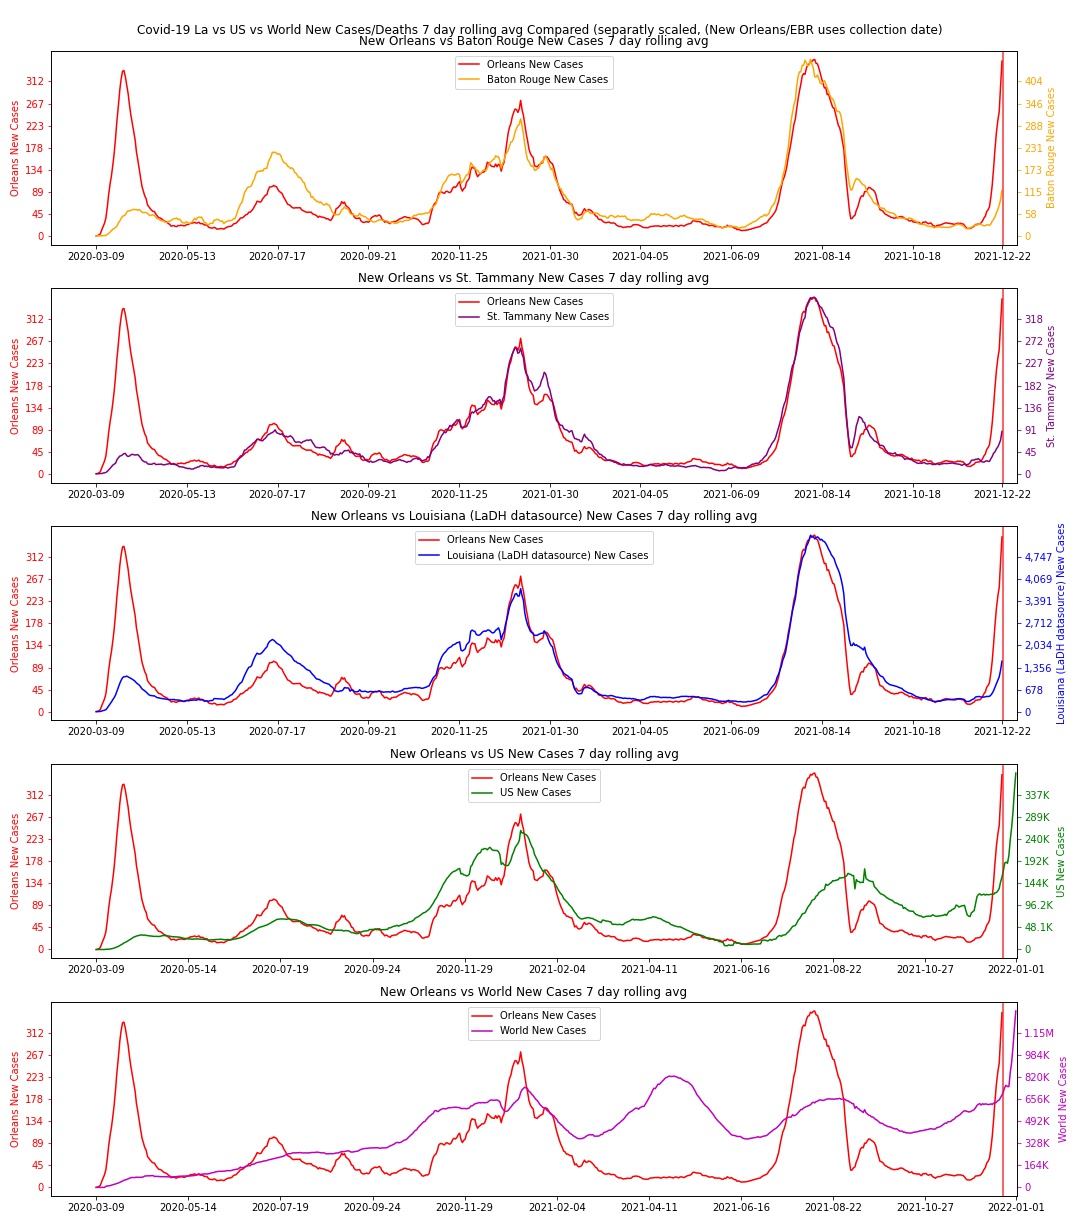 Covid-19 La vs US vs World New Cases/Deaths 7 day rolling avg Compared (separatly scaled, (New Orleans/EBR uses collection date)
New Orleans vs Baton Rouge New Cases 7 day rolling avg
Orleans New Cases
Baton Rouge New Cases
312 404
267 346
223 288
178 231
134 173
89 115
45 58
0 0
Orleans New Cases
Baton Rouge New Cases
2020-03-09 2020-05-13 2020-07-17 2020-09-21 2020-11-25 2021-01-30 2021-04-05 2021-06-09 2021-08-14 2021-10-18 2021-12-22
New Orleans vs St. Tammany New Cases 7 day rolling avg
Orleans New Cases
St. Tammany New Cases
312 318
267 272
223 227
178 182
134 136
89 91
45 45
0 0
Orleans New Cases
St. Tammany New Cases
2020-03-09 2020-05-13 2020-07-17 2020-09-21 2020-11-25 2021-01-30 2021-04-05 2021-06-09 2021-08-14 2021-10-18 2021-12-22
New Orleans vs Louisiana (LaDH datasource) New Cases 7 day rolling avg
Orleans New Cases
Louisiana (LaDH datasource) New Cases
312 4,747
267 4,069
223 3,391
178 2,712
134 2,034
89 1,356
45 678
0 0
Orleans New Cases
Louisiana (LaDH datasource) New Cases
2020-03-09 2020-05-13 2020-07-17 2020-09-21 2020-11-25 2021-01-30 2021-04-05 2021-06-09 2021-08-14 2021-10-18 2021-12-22
New Orleans vs US New Cases 7 day rolling avg
Orleans New Cases
US New Cases
312 337K
267 289K
223 240K
178 192K
134 144K
89 96.2K
45 48.1K
0 0
Orleans New Cases
US New Cases
2020-03-09 2020-05-14 2020-07-19 2020-09-24 2020-11-29 2021-02-04 2021-04-11 2021-06-16 2021-08-22 2021-10-27 2022-01-01
New Orleans vs World New Cases 7 day rolling avg
Orleans New Cases
World New Cases
312 1.15M
267 984K
223 820K
178 656K
134 492K
89 328K
45 164K
0 0
Orleans New Cases
World New Cases
2020-03-09 2020-05-14 2020-07-19 2020-09-24 2020-11-29 2021-02-04 2021-04-11 2021-06-16 2021-08-22 2021-10-27 2022-01-01